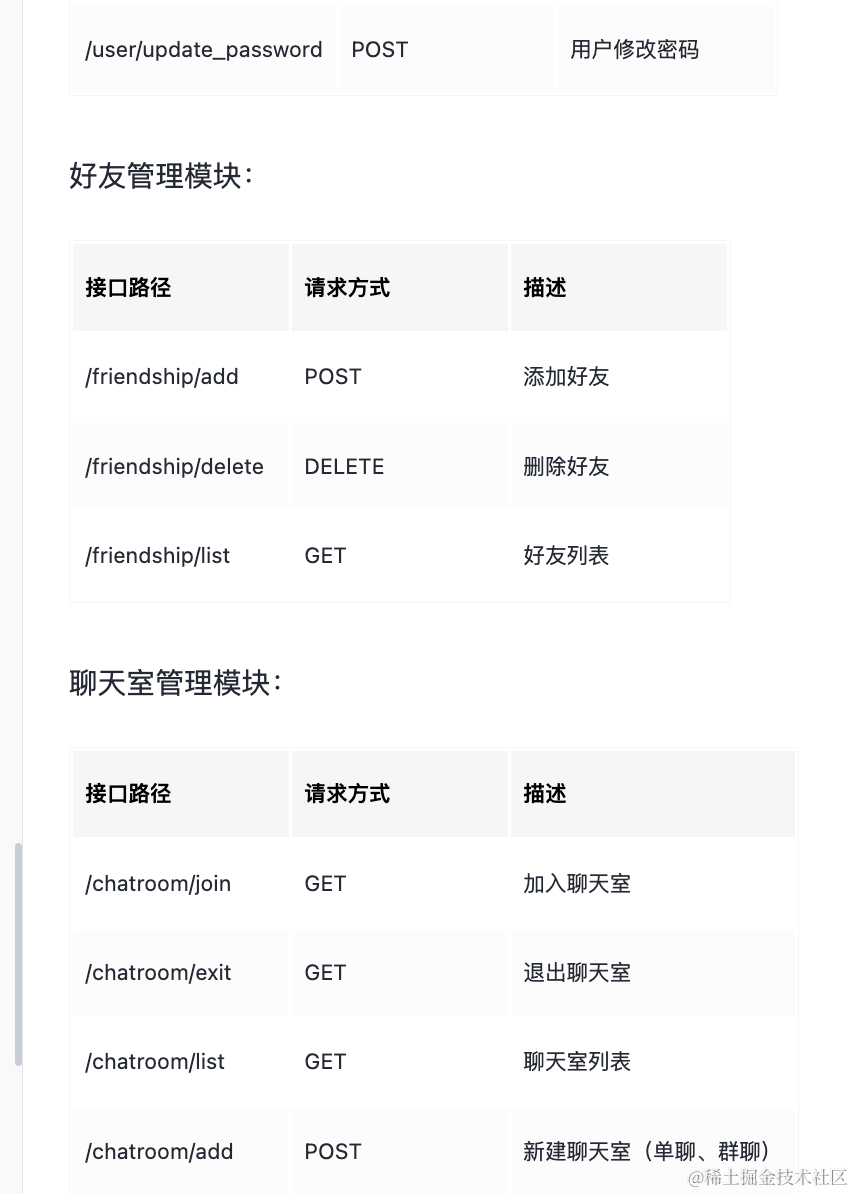 /user/update_password POST 用户修改密码
好友管理模块：
接口路径 请求方式 描述
/friendship/add POST 添加好友
/friendship/delete DELETE 删除好友
/friendship/list GET 好友列表
聊天室管理模块：
接口路径 请求方式 描述
/chatroom/join GET 加入聊天室
/chatroom/exit GET 退出聊天室
/chatroom/list GET 聊天室列表
/chatroom/add POST 新建聊天室（单聊、群聊）
@稀土掘金技术社区